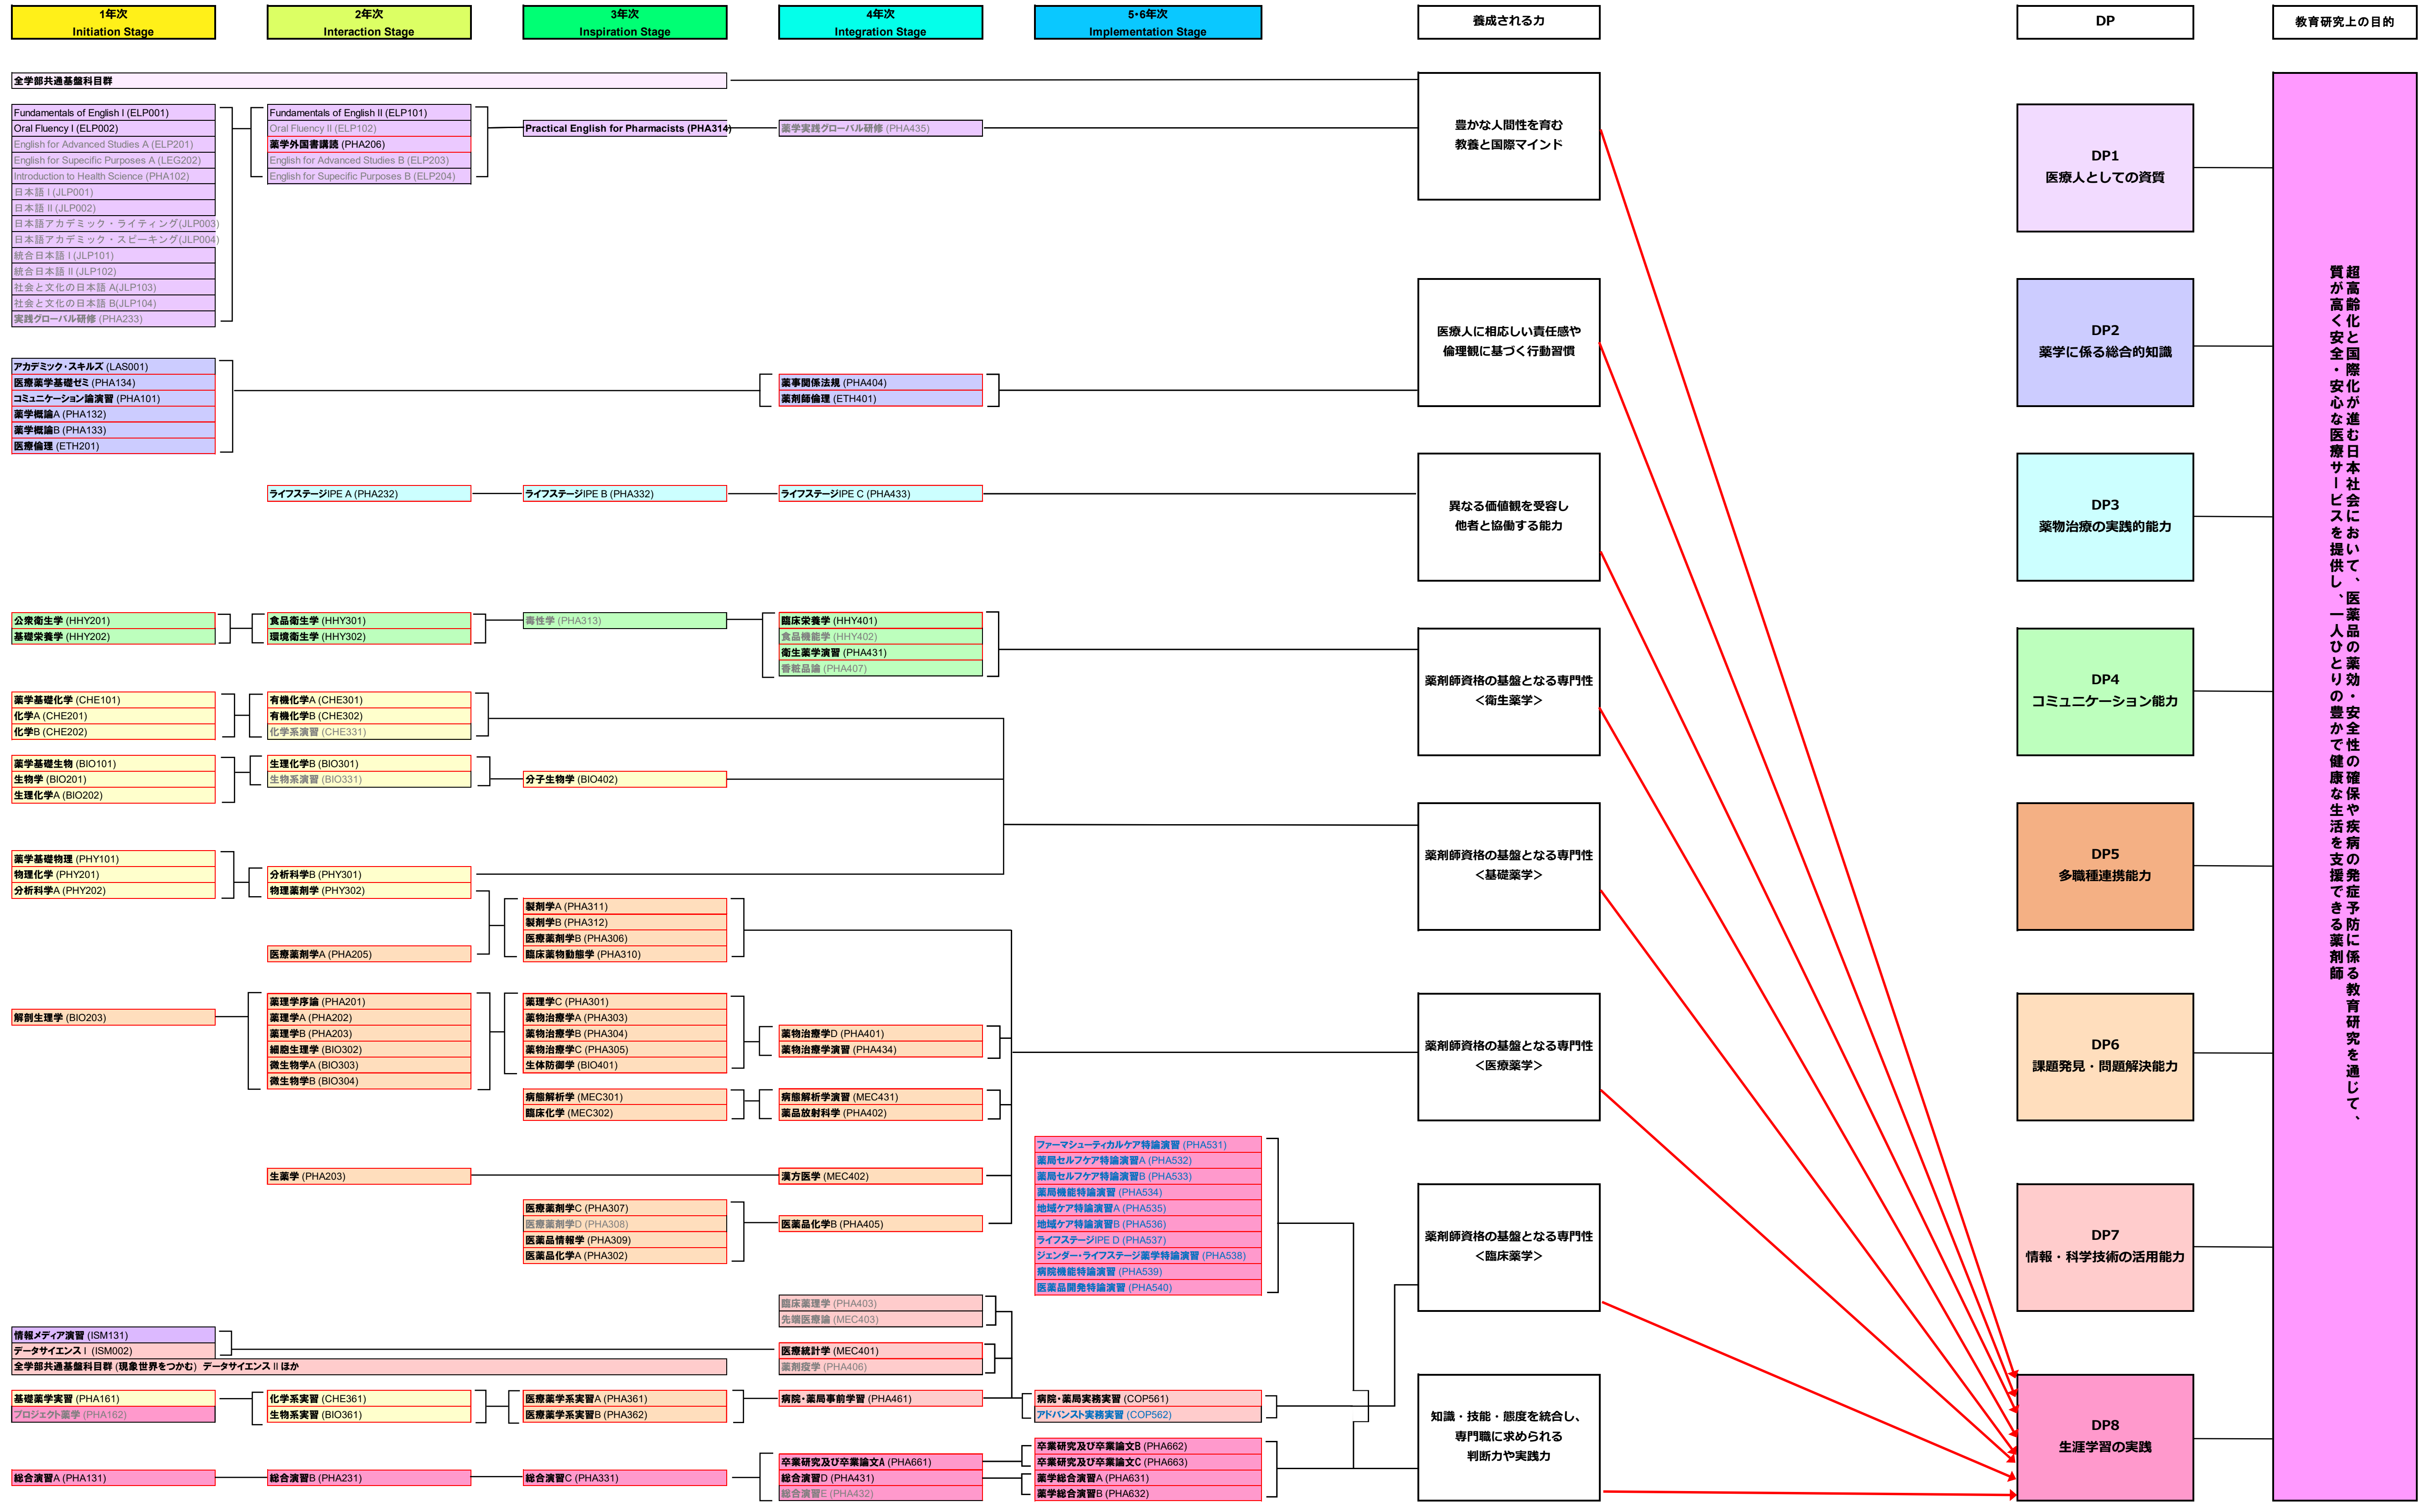 1年次
Initiation Stage
2年次
Interaction Stage
3年次
Inspiration Stage
4年次
Integration Stage
5・6年次
Implementation Stage
養成される力
DP
教育研究上の目的
全学部共通基盤科目群
Fundamentals of English I (ELP001)
Oral Fluency I (ELP002)
English for Advanced Studies A (ELP201)
English for Supecific Purposes A (LEG202)
Introduction to Health Science (PHA102)
日本語 I (JLP001)
日本語 II (JLP002)
日本語アカデミック・ライティング(JLP003)
日本語アカデミック・スピーキング(JLP004)
統合日本語 I (JLP101)
統合日本語 II (JLP102)
社会と文化の日本語 A(JLP103)
社会と文化の日本語 B(JLP104)
実践グローバル研修 (PHA233)
Fundamentals of English II (ELP101)
Oral Fluency II (ELP102)
薬学外国書講読 (PHA206)
English for Advanced Studies B (ELP203)
English for Supecific Purposes B (ELP204)
Practical English for Pharmacists (PHA314)
薬学実践グローバル研修 (PHA435)
豊かな人間性を育む
教養と国際マインド
アカデミック・スキルズ (LAS001)
医療薬学基礎ゼミ (PHA134)
コミュニケーション論演習 (PHA101)
薬学概論A (PHA132)
薬学概論B (PHA133)
医療倫理 (ETH201)
薬事関係法規 (PHA404)
薬剤師倫理 (ETH401)
医療人に相応しい責任感や
倫理観に基づく行動習慣
ライフステージIPE A (PHA232)
ライフステージIPE B (PHA332)
ライフステージIPE C (PHA433)
異なる価値観を受容し
他者と協働する能力
公衆衛生学 (HHY201)
基礎栄養学 (HHY202)
食品衛生学 (HHY301)
環境衛生学 (HHY302)
毒性学 (PHA313)
臨床栄養学 (HHY401)
食品機能学 (HHY402)
衛生薬学演習 (PHA431)
香粧品論 (PHA407)
薬剤師資格の基盤となる専門性
＜衛生薬学＞
薬学基礎化学 (CHE101)
化学A (CHE201)
化学B (CHE202)
有機化学A (CHE301)
有機化学B (CHE302)
化学系演習 (CHE331)
薬学基礎生物 (BIO101)
生物学 (BIO201)
生理化学A (BIO202)
生理化学B (BIO301)
生物系演習 (BIO331)
分子生物学 (BIO402)
薬学基礎物理 (PHY101)
物理化学 (PHY201)
分析科学A (PHY202)
分析科学B (PHY301)
物理薬剤学 (PHY302)
薬剤師資格の基盤となる専門性
＜基礎薬学＞
医療薬剤学A (PHA205)
製剤学A (PHA311)
製剤学B (PHA312)
医療薬剤学B (PHA306)
臨床薬物動態学 (PHA310)
解剖生理学 (BIO203)
薬理学序論 (PHA201)
薬理学A (PHA202)
薬理学B (PHA203)
細胞生理学 (BIO302)
微生物学A (BIO303)
微生物学B (BIO304)
薬理学C (PHA301)
薬物治療学A (PHA303)
薬物治療学B (PHA304)
薬物治療学C (PHA305)
生体防御学 (BIO401)
薬物治療学D (PHA401)
薬物治療学演習 (PHA434)
病態解析学 (MEC301)
臨床化学 (MEC302)
病態解析学演習 (MEC431)
薬品放射科学 (PHA402)
薬剤師資格の基盤となる専門性
＜医療薬学＞
生薬学 (PHA203)
漢方医学 (MEC402)
医療薬剤学C (PHA307)
医療薬剤学D (PHA308)
医薬品情報学 (PHA309)
医薬品化学A (PHA302)
医薬品化学B (PHA405)
ファーマシューティカルケア特論演習 (PHA531)
薬局セルフケア特論演習A (PHA532)
薬局セルフケア特論演習B (PHA533)
薬局機能特論演習 (PHA534)
地域ケア特論演習A (PHA535)
地域ケア特論演習B (PHA536)
ライフステージIPE D (PHA537)
ジェンダー・ライフステージ薬学特論演習 (PHA538)
病院機能特論演習 (PHA539)
医薬品開発特論演習 (PHA540)
薬剤師資格の基盤となる専門性
＜臨床薬学＞
臨床薬理学 (PHA403)
先端医療論 (MEC403)
情報メディア演習 (ISM131)
データサイエンス I (ISM002)
全学部共通基盤科目群 (現象世界をつかむ) データサイエンス II ほか
医療統計学 (MEC401)
薬剤疫学 (PHA406)
基礎薬学実習 (PHA161)
プロジェクト薬学 (PHA162)
化学系実習 (CHE361)
生物系実習 (BIO361)
医療薬学系実習A (PHA361)
医療薬学系実習B (PHA362)
病院・薬局事前学習 (PHA461)
病院・薬局実務実習 (COP561)
アドバンスト実務実習 (COP562)
総合演習A (PHA131)
総合演習B (PHA231)
総合演習C (PHA331)
卒業研究及び卒業論文A (PHA661)
総合演習D (PHA431)
総合演習E (PHA432)
卒業研究及び卒業論文B (PHA662)
卒業研究及び卒業論文C (PHA663)
薬学総合演習A (PHA631)
薬学総合演習B (PHA632)
知識・技能・態度を統合し、
専門職に求められる
判断力や実践力
DP1
医療人としての資質
DP2
薬学に係る総合的知識
DP3
薬物治療の実践的能力
DP4
コミュニケーション能力
DP5
多職種連携能力
DP6
課題発見・問題解決能力
DP7
情報・科学技術の活用能力
DP8
生涯学習の実践
超高齢化と国際化が進む日本社会において、医薬品の薬効・安全性の確保や疾病の発症予防に係る教育研究を通じて、
質が高く安全・安心な医療サービスを提供し、一人ひとりの豊かで健康な生活を支援できる薬剤師